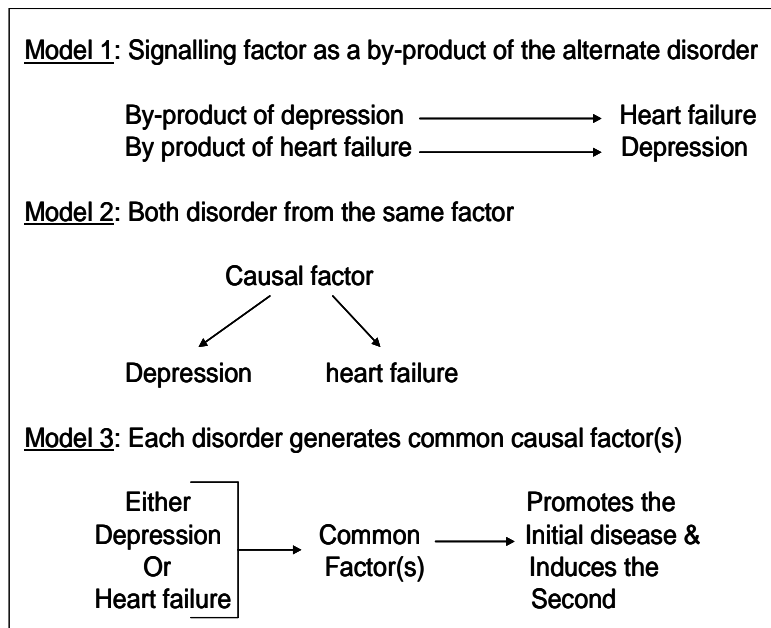 Model 1: Signalling factor as a by-product of the alternate disorder
By-product of depression Heart failure
By product of heart failure Depression
Model 2: Both disorder from the same factor
Causal factor
Depression heart failure
Model 3: Each disorder generates common causal factor(s)
Either
Depression
Or
Heart failure
Common
Factor(s)
Promotes the
Initial disease &
Induces the
Second